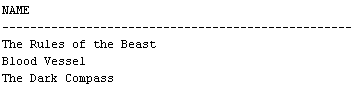 NAME
--------------------------------------------------
The Rules of the Beast
Blood Vessel
The Dark Compass